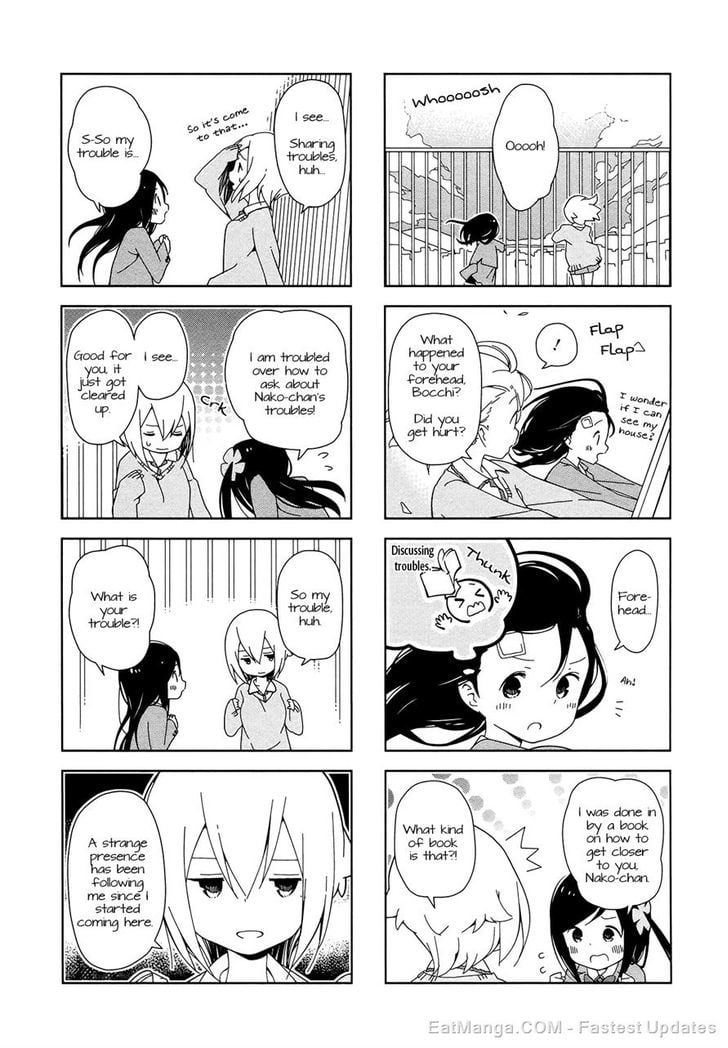 Whooooosh
Ooooh!
!
Flap
Flap
What
happened
to your
forehead,
Bocchi?
Did you
get hurt?
I wonder
if I can
see my
house?
Fore-
head...
Ah!
Discussing
troubles...
Thunk
I was done in
by a book
on how to
get closer
to you,
Nako-chan.
What kind
of book
is that?!
I see...
Sharing
troubles,
huh...
So it's come
to that...
S-So my
trouble is...
I am troubled
over how to
ask about
Nako-chan's
troubles!
Crk
I see...
Good for
you, it
just got
cleared
up.
So my
trouble,
huh.
What is
your
trouble?!
A strange
presence
has been
following
me since I
started
coming here.
EatManga.COM - Fastest Updates